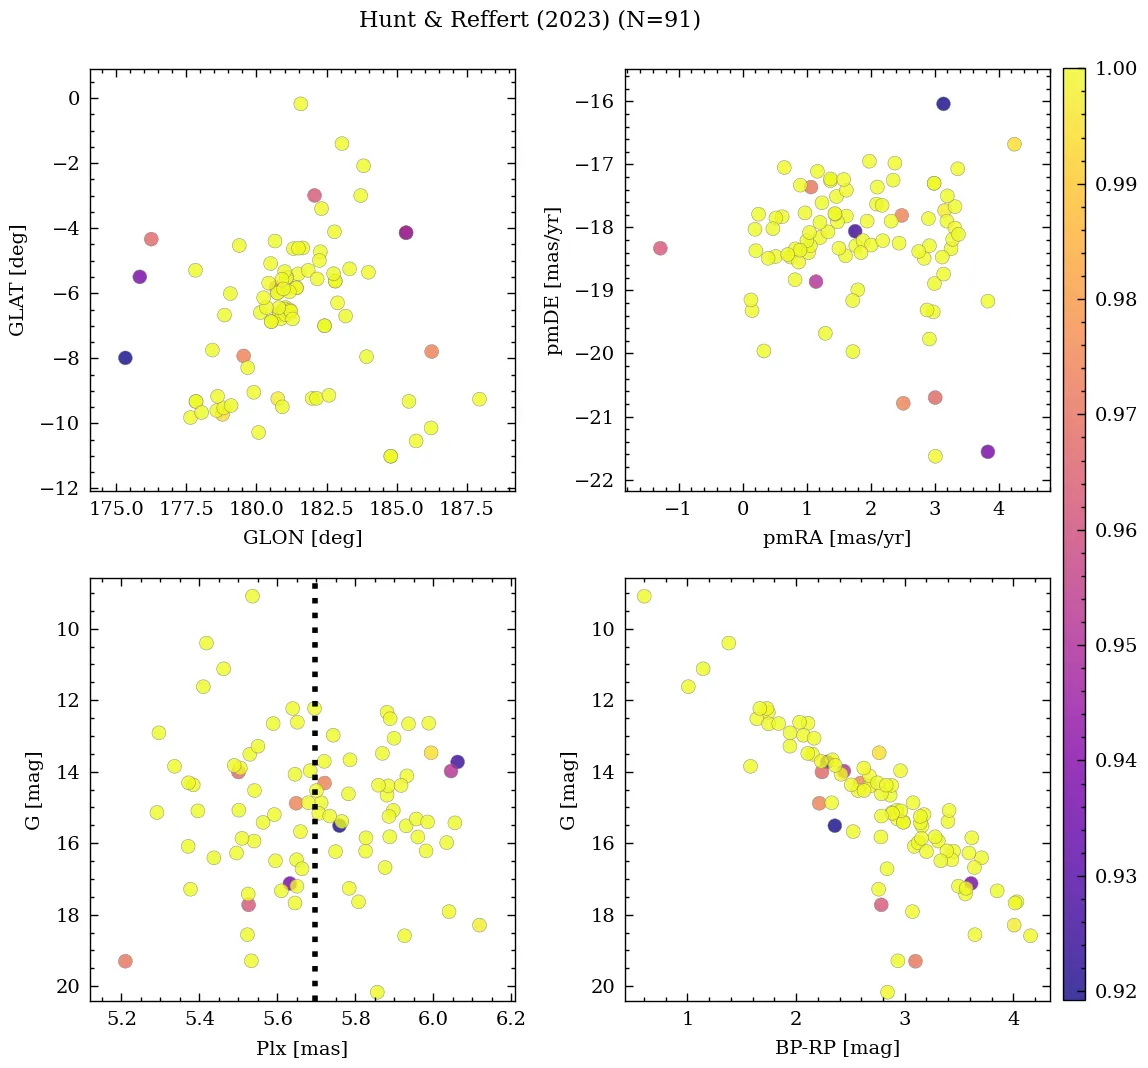 Hunt & Reffert (2023) (N=91)
0
−2
−4
−6
−8
−10
−12
GLAT [deg]
175.0 177.5 180.0 182.5 185.0 187.5
GLON [deg]
−16
−17
−18
−19
−20
−21
−22
pmDE [mas/yr]
−1 0 1 2 3 4
pmRA [mas/yr]
10
12
14
16
18
20
G [mag]
5.2 5.4 5.6 5.8 6.0 6.2
Plx [mas]
10
12
14
16
18
20
G [mag]
1 2 3 4
BP-RP [mag]
1.00
0.99
0.98
0.97
0.96
0.95
0.94
0.93
0.92